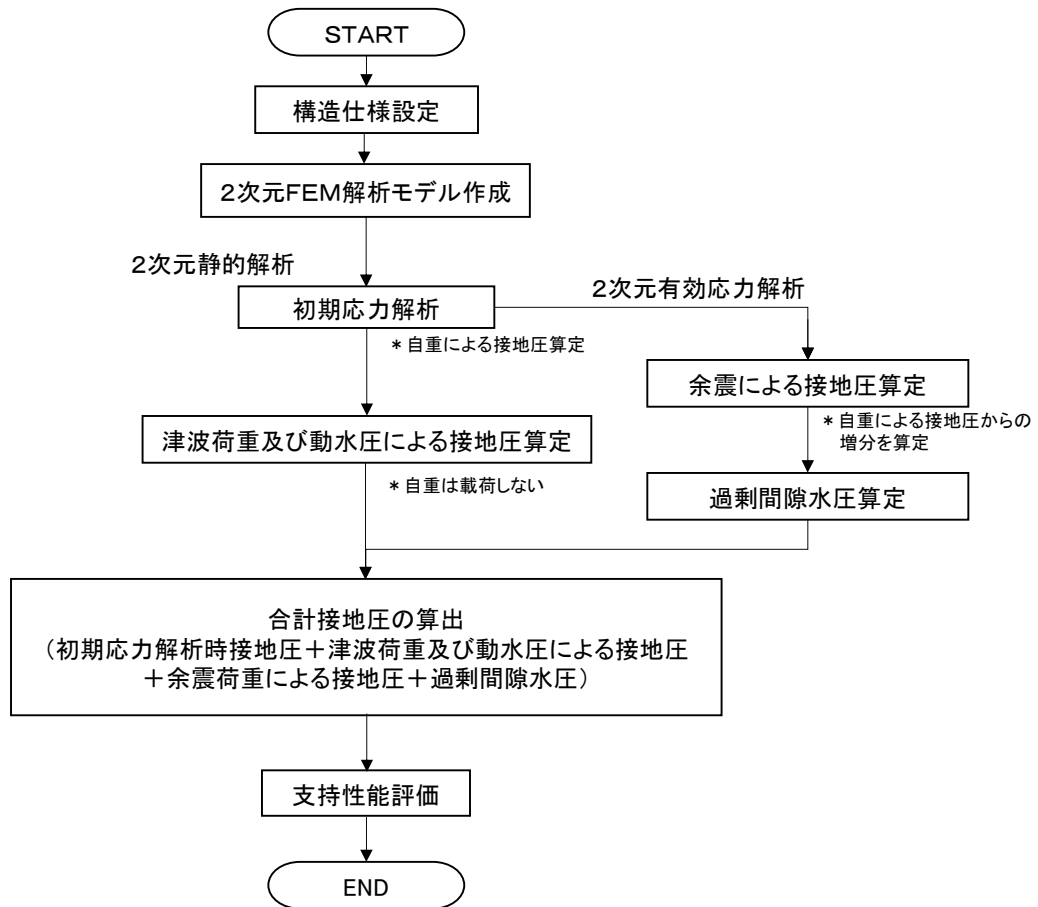 START
構造仕様設定
2次元FEM解析モデル作成
2次元静的解析
2次元有効応力解析
初期応力解析
＊自重による接地圧算定
余震による接地圧算定
＊自重による接地圧からの
増分を算定
津波荷重及び動水圧による接地圧算定
＊自重は載荷しない
過剰間隙水圧算定
合計接地圧の算出
（初期応力解析時接地圧＋津波荷重及び動水圧による接地圧
＋余震荷重による接地圧＋過剰間隙水圧）
支持性能評価
END